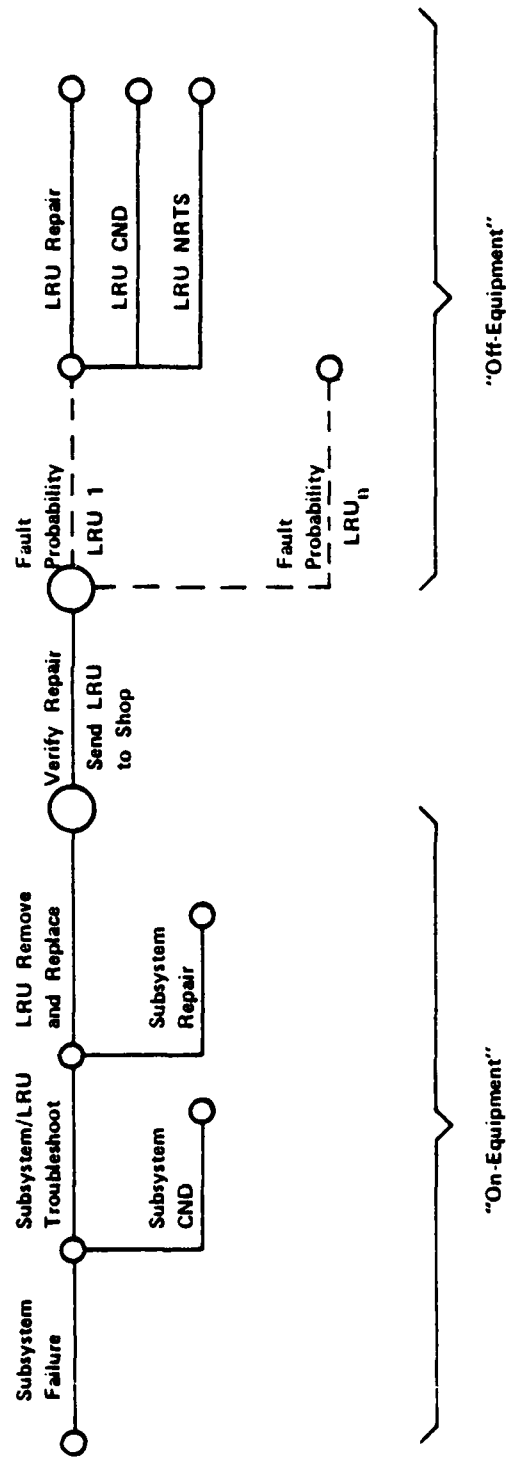 Subsystem
Failure
Subsystem/LRU
Troubleshoot
Subsystem
CND
LRU Remove
and Replace
Subsystem
Repair
Verify Repair
Send LRU
to Shop
Fault
Probability
LRU 1
Fault
Probability
LRUn
LRU Repair
LRU CND
LRU NRTS
"On-Equipment"
"Off-Equipment"